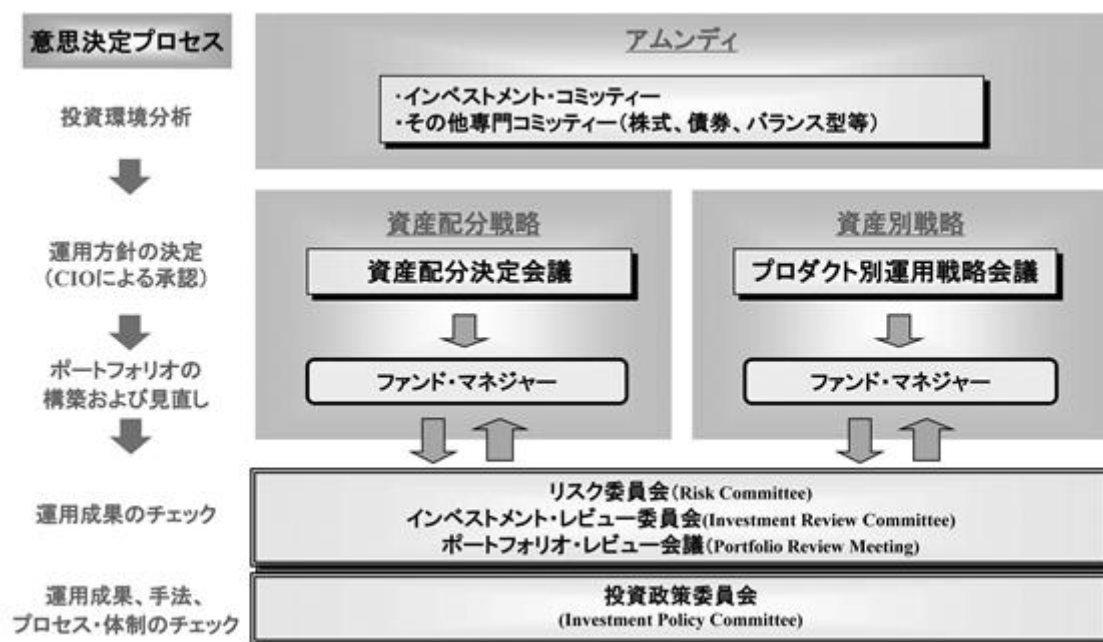 意思決定プロセス
アムンディ
投資環境分析
・インベストメント・コミッティー
・その他専門コミッティー（株式、債券、バランス型等）
資産配分戦略
資産別戦略
運用方針の決定
（CIOによる承認）
資産配分決定会議
プロダクト別運用戦略会議
ポートフォリオの
構築および見直し
ファンド・マネジャー
ファンド・マネジャー
運用成果のチェック
リスク委員会(Risk Committee)
インベストメント・レビュー委員会(Investment Review Committee)
ポートフォリオ・レビュー会議(Portfolio Review Meeting)
運用成果、手法、
プロセス・体制のチェック
投資政策委員会
(Investment Policy Committee)